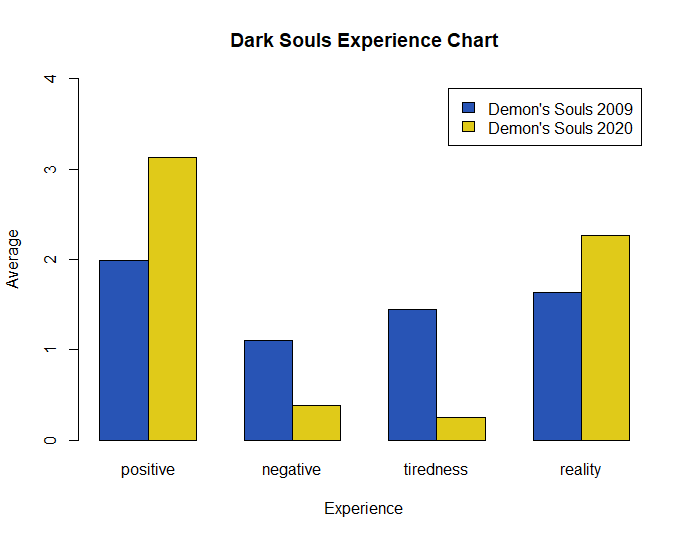 Dark Souls Experience Chart
Demon's Souls 2009
Demon's Souls 2020
4
3
2
1
0
Average
positive negative tiredness reality
Experience